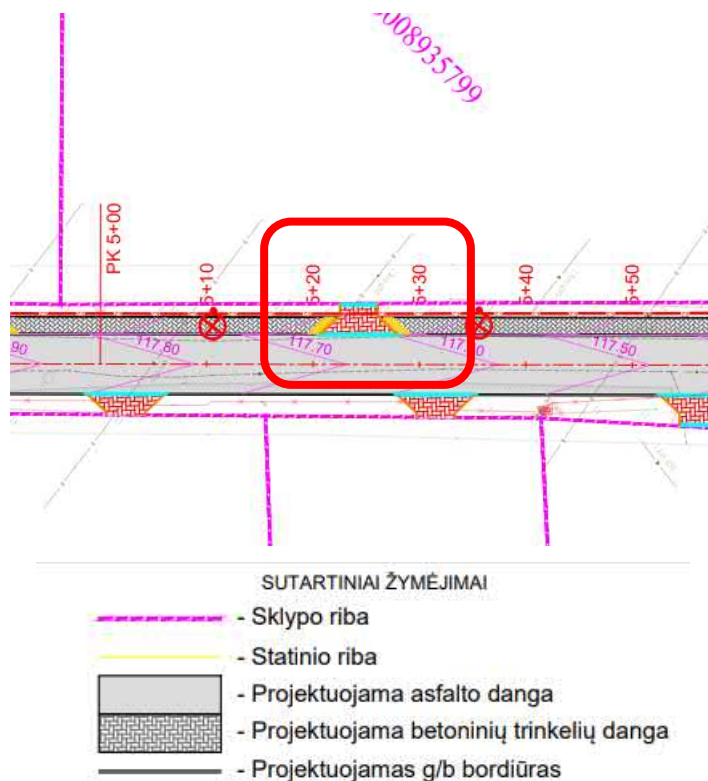 008935799
PK 5+00
5+10
5+20
5+30
5+40
5+50
.90
117.80
117.70
117.50
SUTARTINIAI ŽYMĖJIMAI
- Sklypo riba
- Statinio riba
- Projektuojama asfalto danga
- Projektuojama betoninių trinkelių danga
- Projektuojamas g/b bordiūras